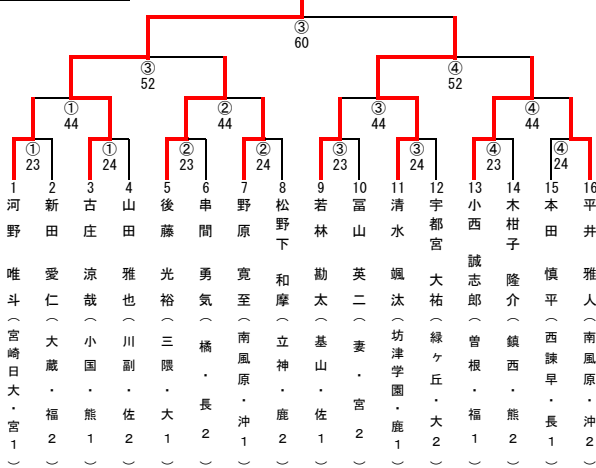 ③
60
③
52
④
52
①
44
②
44
③
44
④
44
①
23
①
24
②
23
②
24
③
23
③
24
④
23
④
24
1 河野 唯斗（宮崎日大・宮1）
2 新田 愛仁（大蔵・福2）
3 古庄 涼哉（小国・熊1）
4 山田 雅也（川副・佐2）
5 後藤 光裕（三隈・大1）
6 串間 勇気（橘・長2）
7 野原 寛至（南風原・沖1）
8 松野下 和摩（立神・鹿2）
9 若林 勘太（基山・佐1）
10 冨山 英二（妻・宮2）
11 清水 颯汰（坊津学園・鹿1）
12 宇都宮 大祐（緑ヶ丘・大2）
13 小西 誠志郎（曽根・福1）
14 木柑子 隆介（鎮西・熊2）
15 本田 慎平（西諫早・長1）
16 平井 雅人（南風原・沖2）